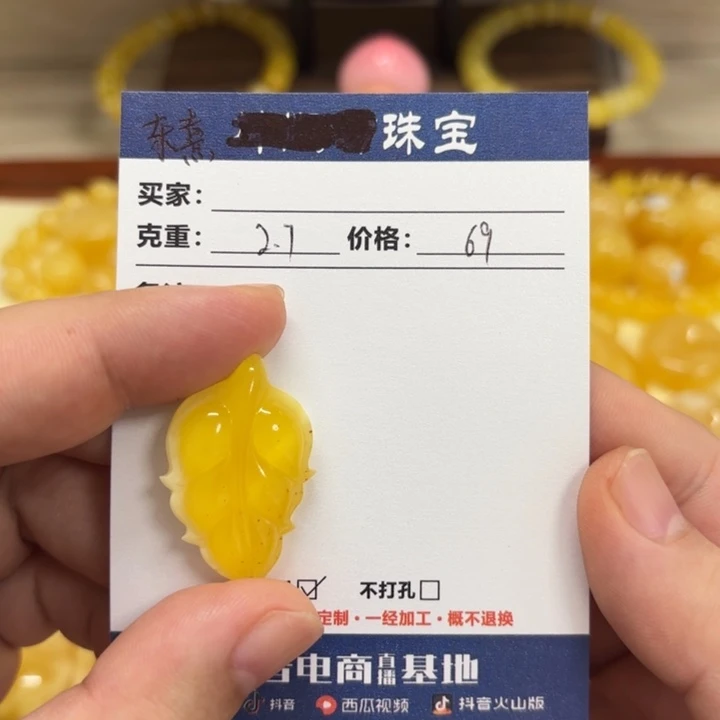 东熹 珠宝
买家：
克重： 2.7 价格： 69
不打孔
定制·一经加工·概不退换
电商直播基地
抖音 西瓜视频 抖音火山版